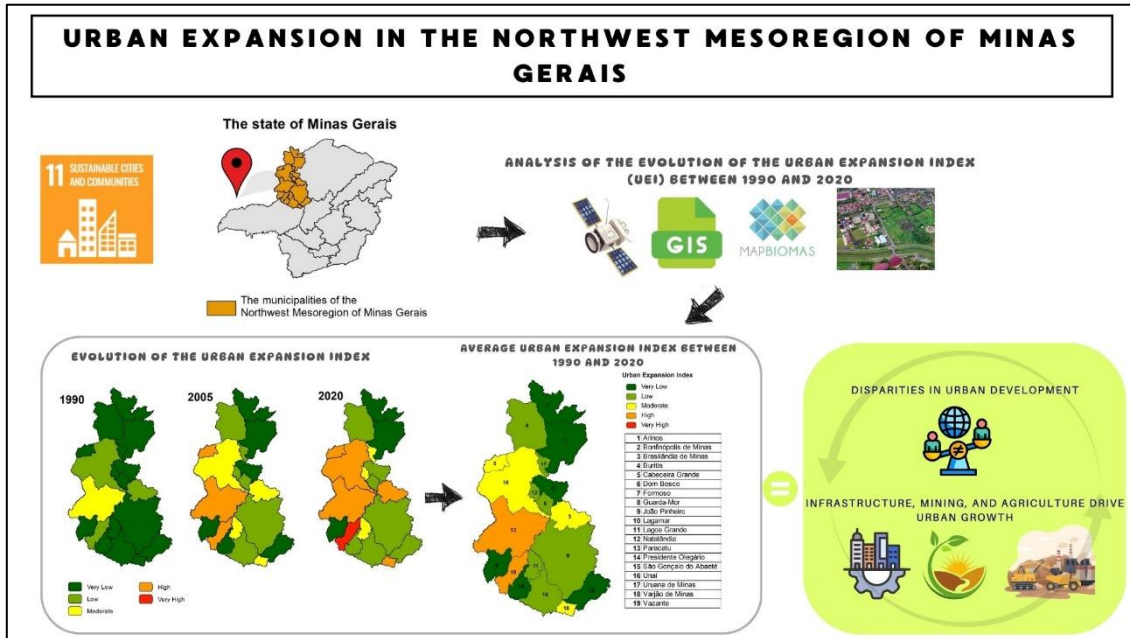 URBAN EXPANSION IN THE NORTHWEST MESOREGION OF MINAS
GERAIS
11 SUSTAINABLE CITIES
AND COMMUNITIES
The state of Minas Gerais
The municipalities of the
Northwest Mesoregion of Minas Gerais
ANALYSIS OF THE EVOLUTION OF THE URBAN EXPANSION INDEX
(UEI) BETWEEN 1990 AND 2020
GIS
MAPBIOMAS
EVOLUTION OF THE URBAN EXPANSION INDEX
1990
2005
2020
Very Low
Low
Moderate
High
Very High
AVERAGE URBAN EXPANSION INDEX BETWEEN
1990 AND 2020
Urban Expansion Index
Very Low
Low
Moderate
High
Very High
1 Arinos
2 Bonfinópolis de Minas
3 Brasilândia de Minas
4 Buritis
5 Cabeceira Grande
6 Dom Bosco
7 Formoso
8 Guarda-Mor
9 João Pinheiro
10 Lagamar
11 Lagoa Grande
12 Natalândia
13 Paracatu
14 Presidente Olegário
15 São Gonçalo do Abaeté
16 Unaí
17 Uruana de Minas
18 Varjão de Minas
19 Vazante
DISPARITIES IN URBAN DEVELOPMENT
INFRASTRUCTURE, MINING, AND AGRICULTURE DRIVE
URBAN GROWTH